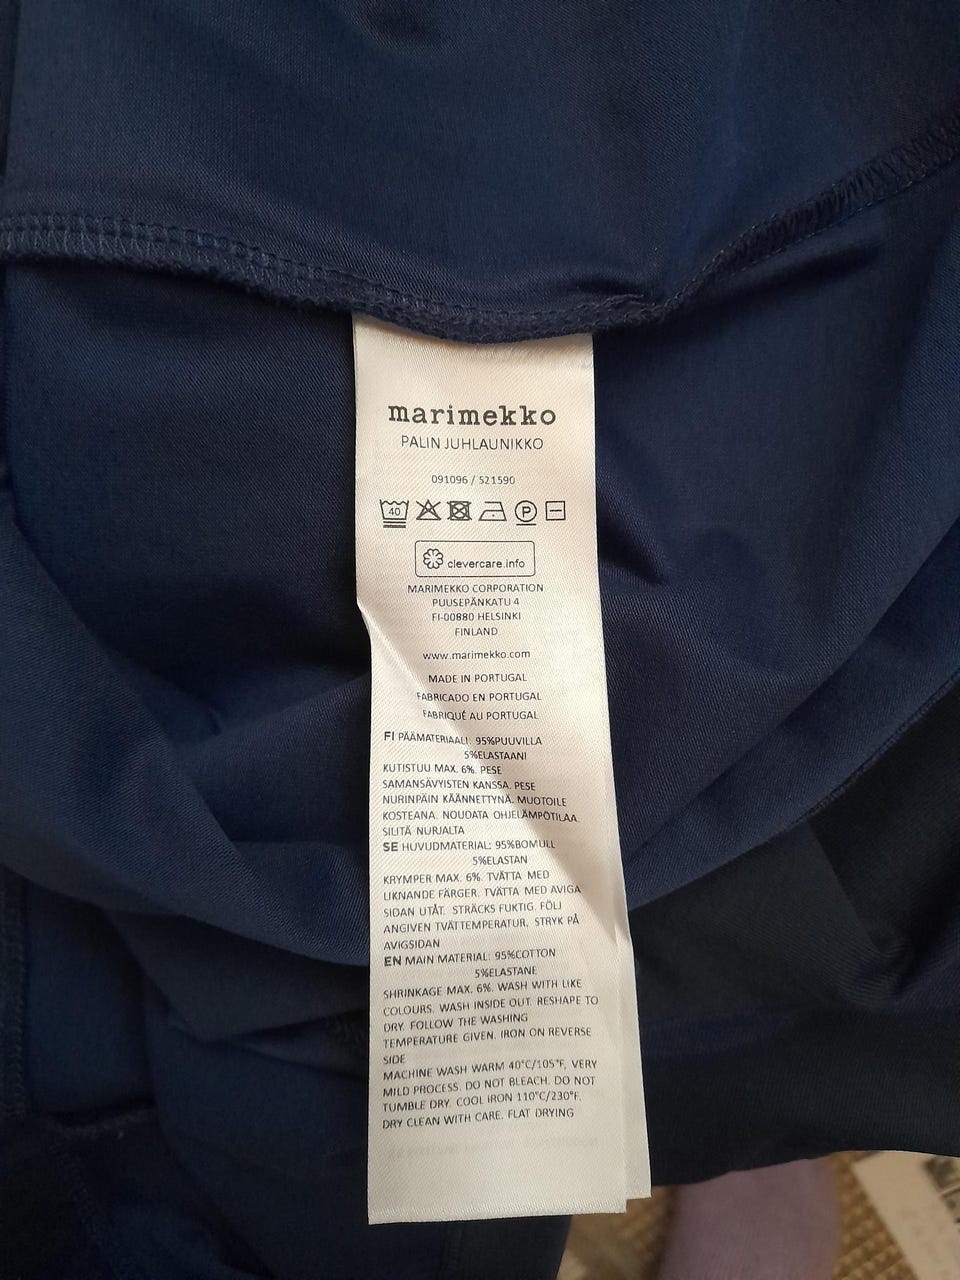 marimekko
PALIN JUHLAUNIKKO
091096 / 521590
40 P
clevercare.info
MARIMEKKO CORPORATION
PUUSEPÄNKATU 4
FI-00880 HELSINKI
FINLAND
www.marimekko.com
MADE IN PORTUGAL
FABRICADO EN PORTUGAL
FABRIQUÉ AU PORTUGAL
FI PÄÄMATERIAALI: 95%PUUVILLA
5%ELASTAANI
KUTISTUU MAX. 6%. PESE
SAMANSÄVYISTEN KANSSA. PESE
NURINPÄIN KÄÄNNETTYNÄ. MUOTOILE
KOSTEANA. NOUDATA OHJELÄMPÖTILAA.
SILITÄ NURJALTA
SE HUVUDMATERIAL: 95%BOMULL
5%ELASTAN
KRYMPER MAX. 6%. TVÄTTA MED
LIKNANDE FÄRGER. TVÄTTA MED AVIGA
SIDAN UTÅT. STRÄCKS FUKTIG. FÖLJ
ANGIVEN TVÄTTEMPERATUR. STRYK PÅ
AVIGSIDAN
EN MAIN MATERIAL: 95%COTTON
5%ELASTANE
SHRINKAGE MAX. 6%. WASH WITH LIKE
COLOURS. WASH INSIDE OUT. RESHAPE TO
DRY. FOLLOW THE WASHING
TEMPERATURE GIVEN. IRON ON REVERSE
SIDE
MACHINE WASH WARM 40°C/105°F, VERY
MILD PROCESS. DO NOT BLEACH. DO NOT
TUMBLE DRY. COOL IRON 110°C/230°F.
DRY CLEAN WITH CARE. FLAT DRYING